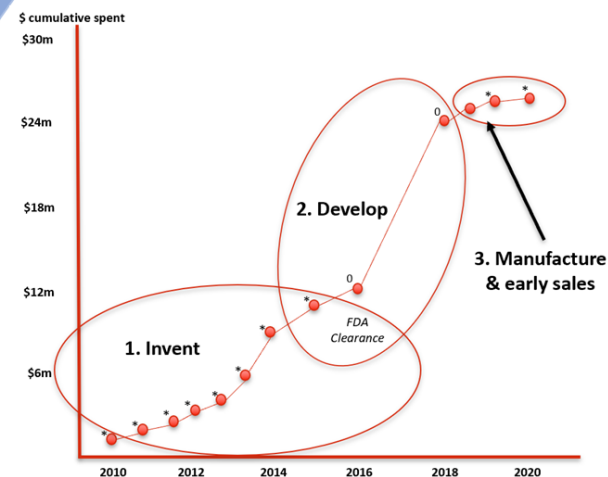 $ cumulative spent
$30m
$24m
$18m
$12m
$6m
0
*
*
0
*
*
*
*
*
*
*
*
*
2. Develop
3. Manufacture
& early sales
1. Invent
FDA
Clearance
2010 2012 2014 2016 2018 2020